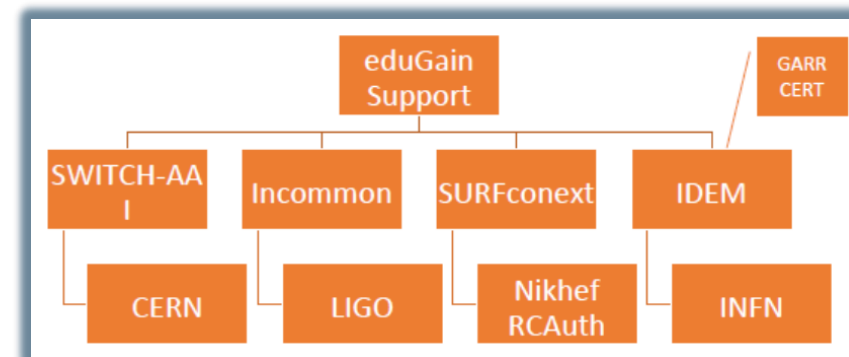 eduGain
Support
GARR
CERT
SWITCH-AA
I
Incommon
SURFconext
IDEM
CERN
LIGO
Nikhef
RCAuth
INFN